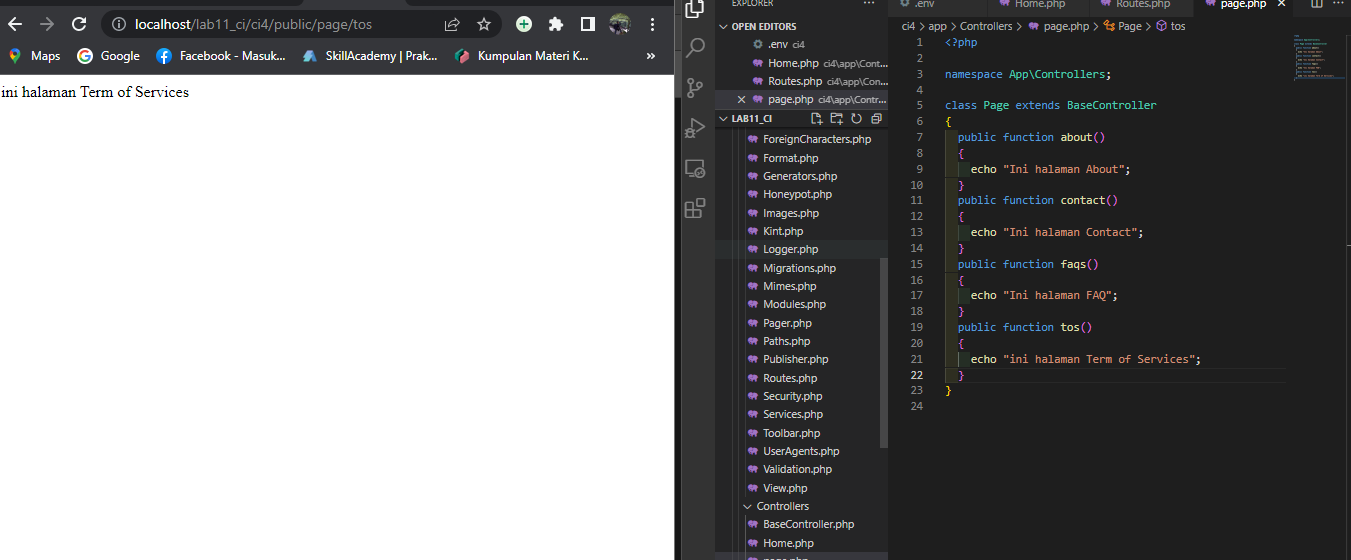 localhost/lab11_ci/ci4/public/page/tos
Maps
Google
Facebook - Masuk...
SkillAcademy | Prak...
Kumpulan Materi K...
»
ini halaman Term of Services
EXPLORER
OPEN EDITORS
.env ci4
Home.php ci4\app\Cont...
Routes.php ci4\app\Cont...
page.php ci4\app\Contr...
LAB11_CI
ForeignCharacters.php
Format.php
Generators.php
Honeypot.php
Images.php
Kint.php
Logger.php
Migrations.php
Mimes.php
Modules.php
Pager.php
Paths.php
Publisher.php
Routes.php
Security.php
Services.php
Toolbar.php
UserAgents.php
Validation.php
View.php
Controllers
BaseController.php
Home.php
page.php
.env
Home.php
Routes.php
page.php
ci4 > app > Controllers > page.php > Page > tos
1 <?php
2
3 namespace App\Controllers;
4
5 class Page extends BaseController
6 {
7 public function about()
8 {
9 echo "Ini halaman About";
10 }
11 public function contact()
12 {
13 echo "Ini halaman Contact";
14 }
15 public function faqs()
16 {
17 echo "Ini halaman FAQ";
18 }
19 public function tos()
20 {
21 echo "ini halaman Term of Services";
22 }
23 }
24